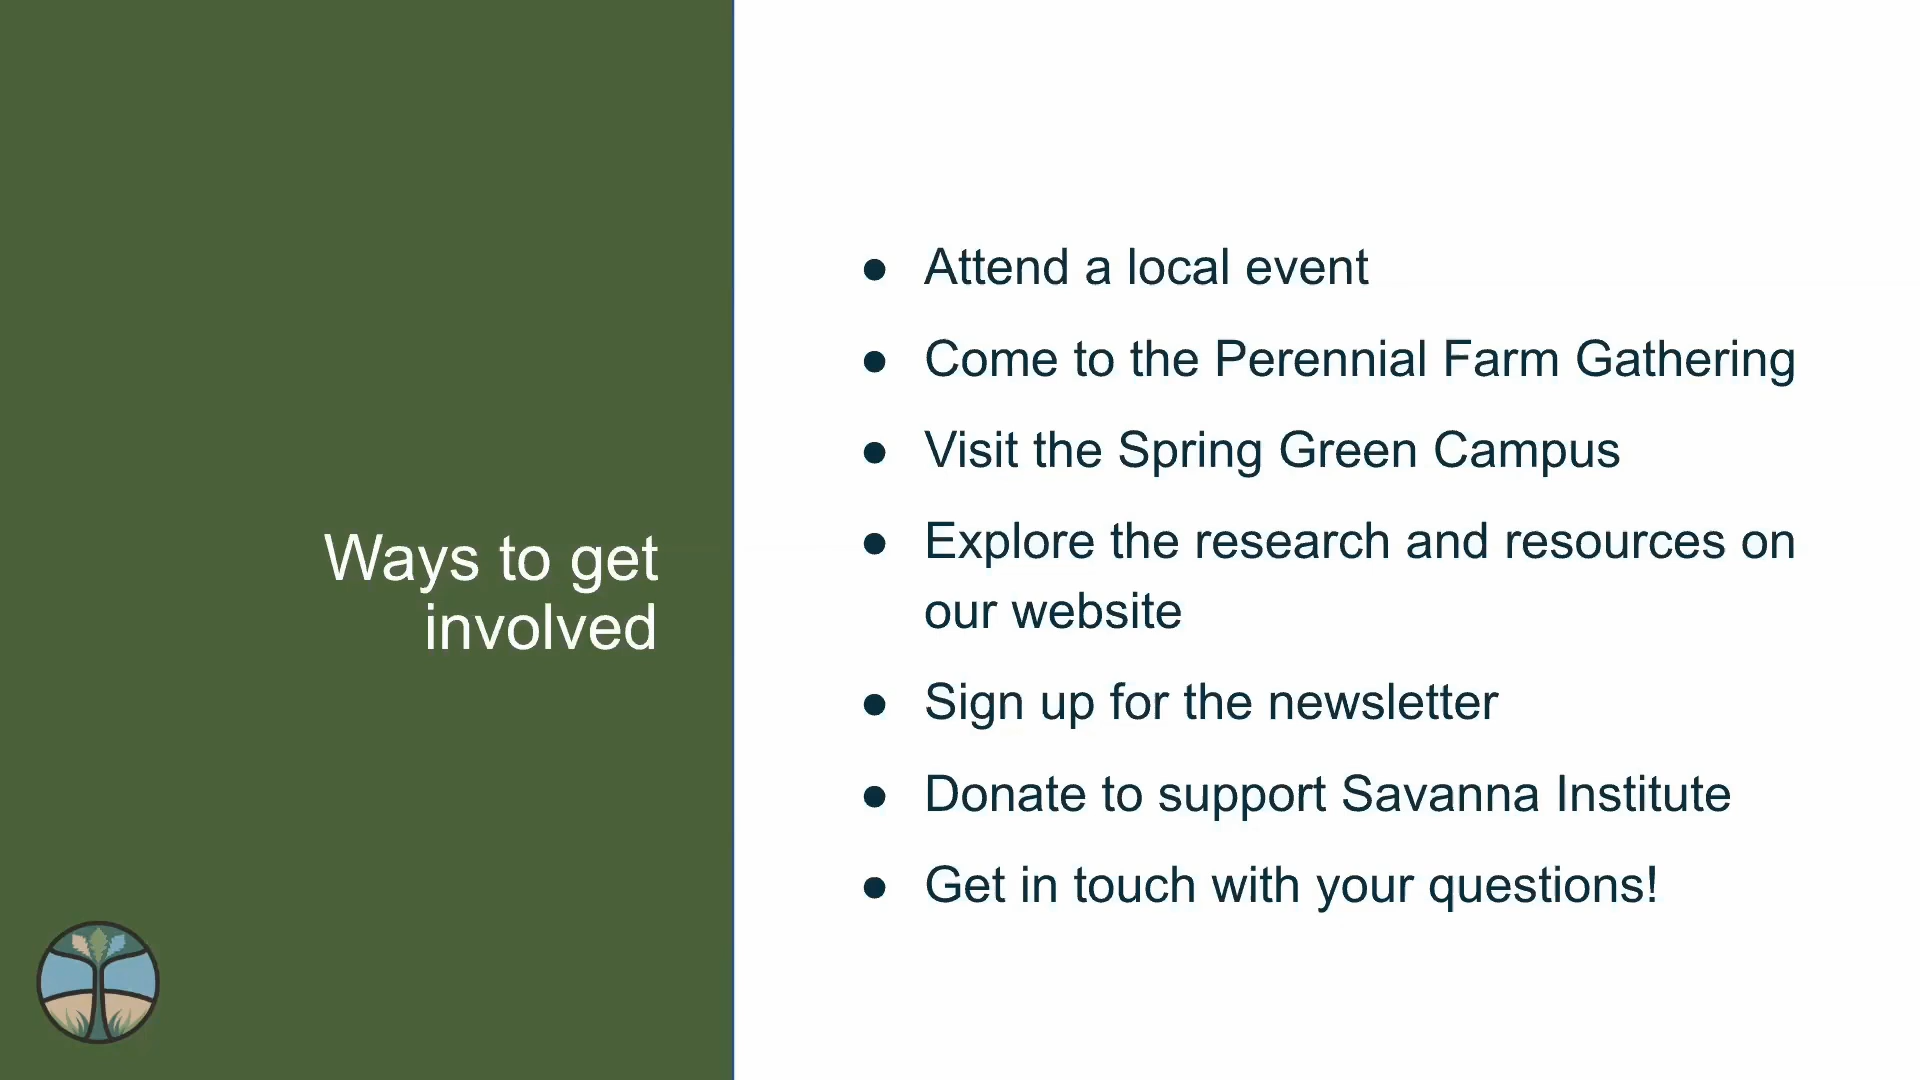 Ways to get
involved
● Attend a local event
● Come to the Perennial Farm Gathering
● Visit the Spring Green Campus
● Explore the research and resources on
our website
● Sign up for the newsletter
● Donate to support Savanna Institute
● Get in touch with your questions!